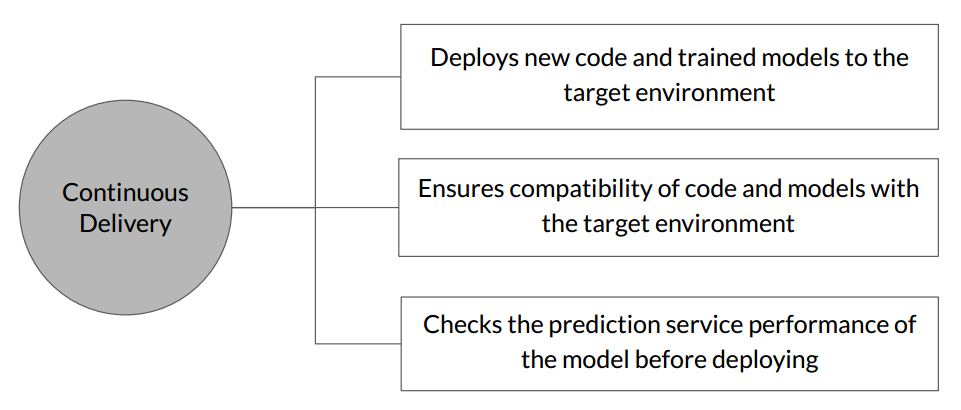 Continuous
Delivery
Deploys new code and trained models to the
target environment
Ensures compatibility of code and models with
the target environment
Checks the prediction service performance of
the model before deploying